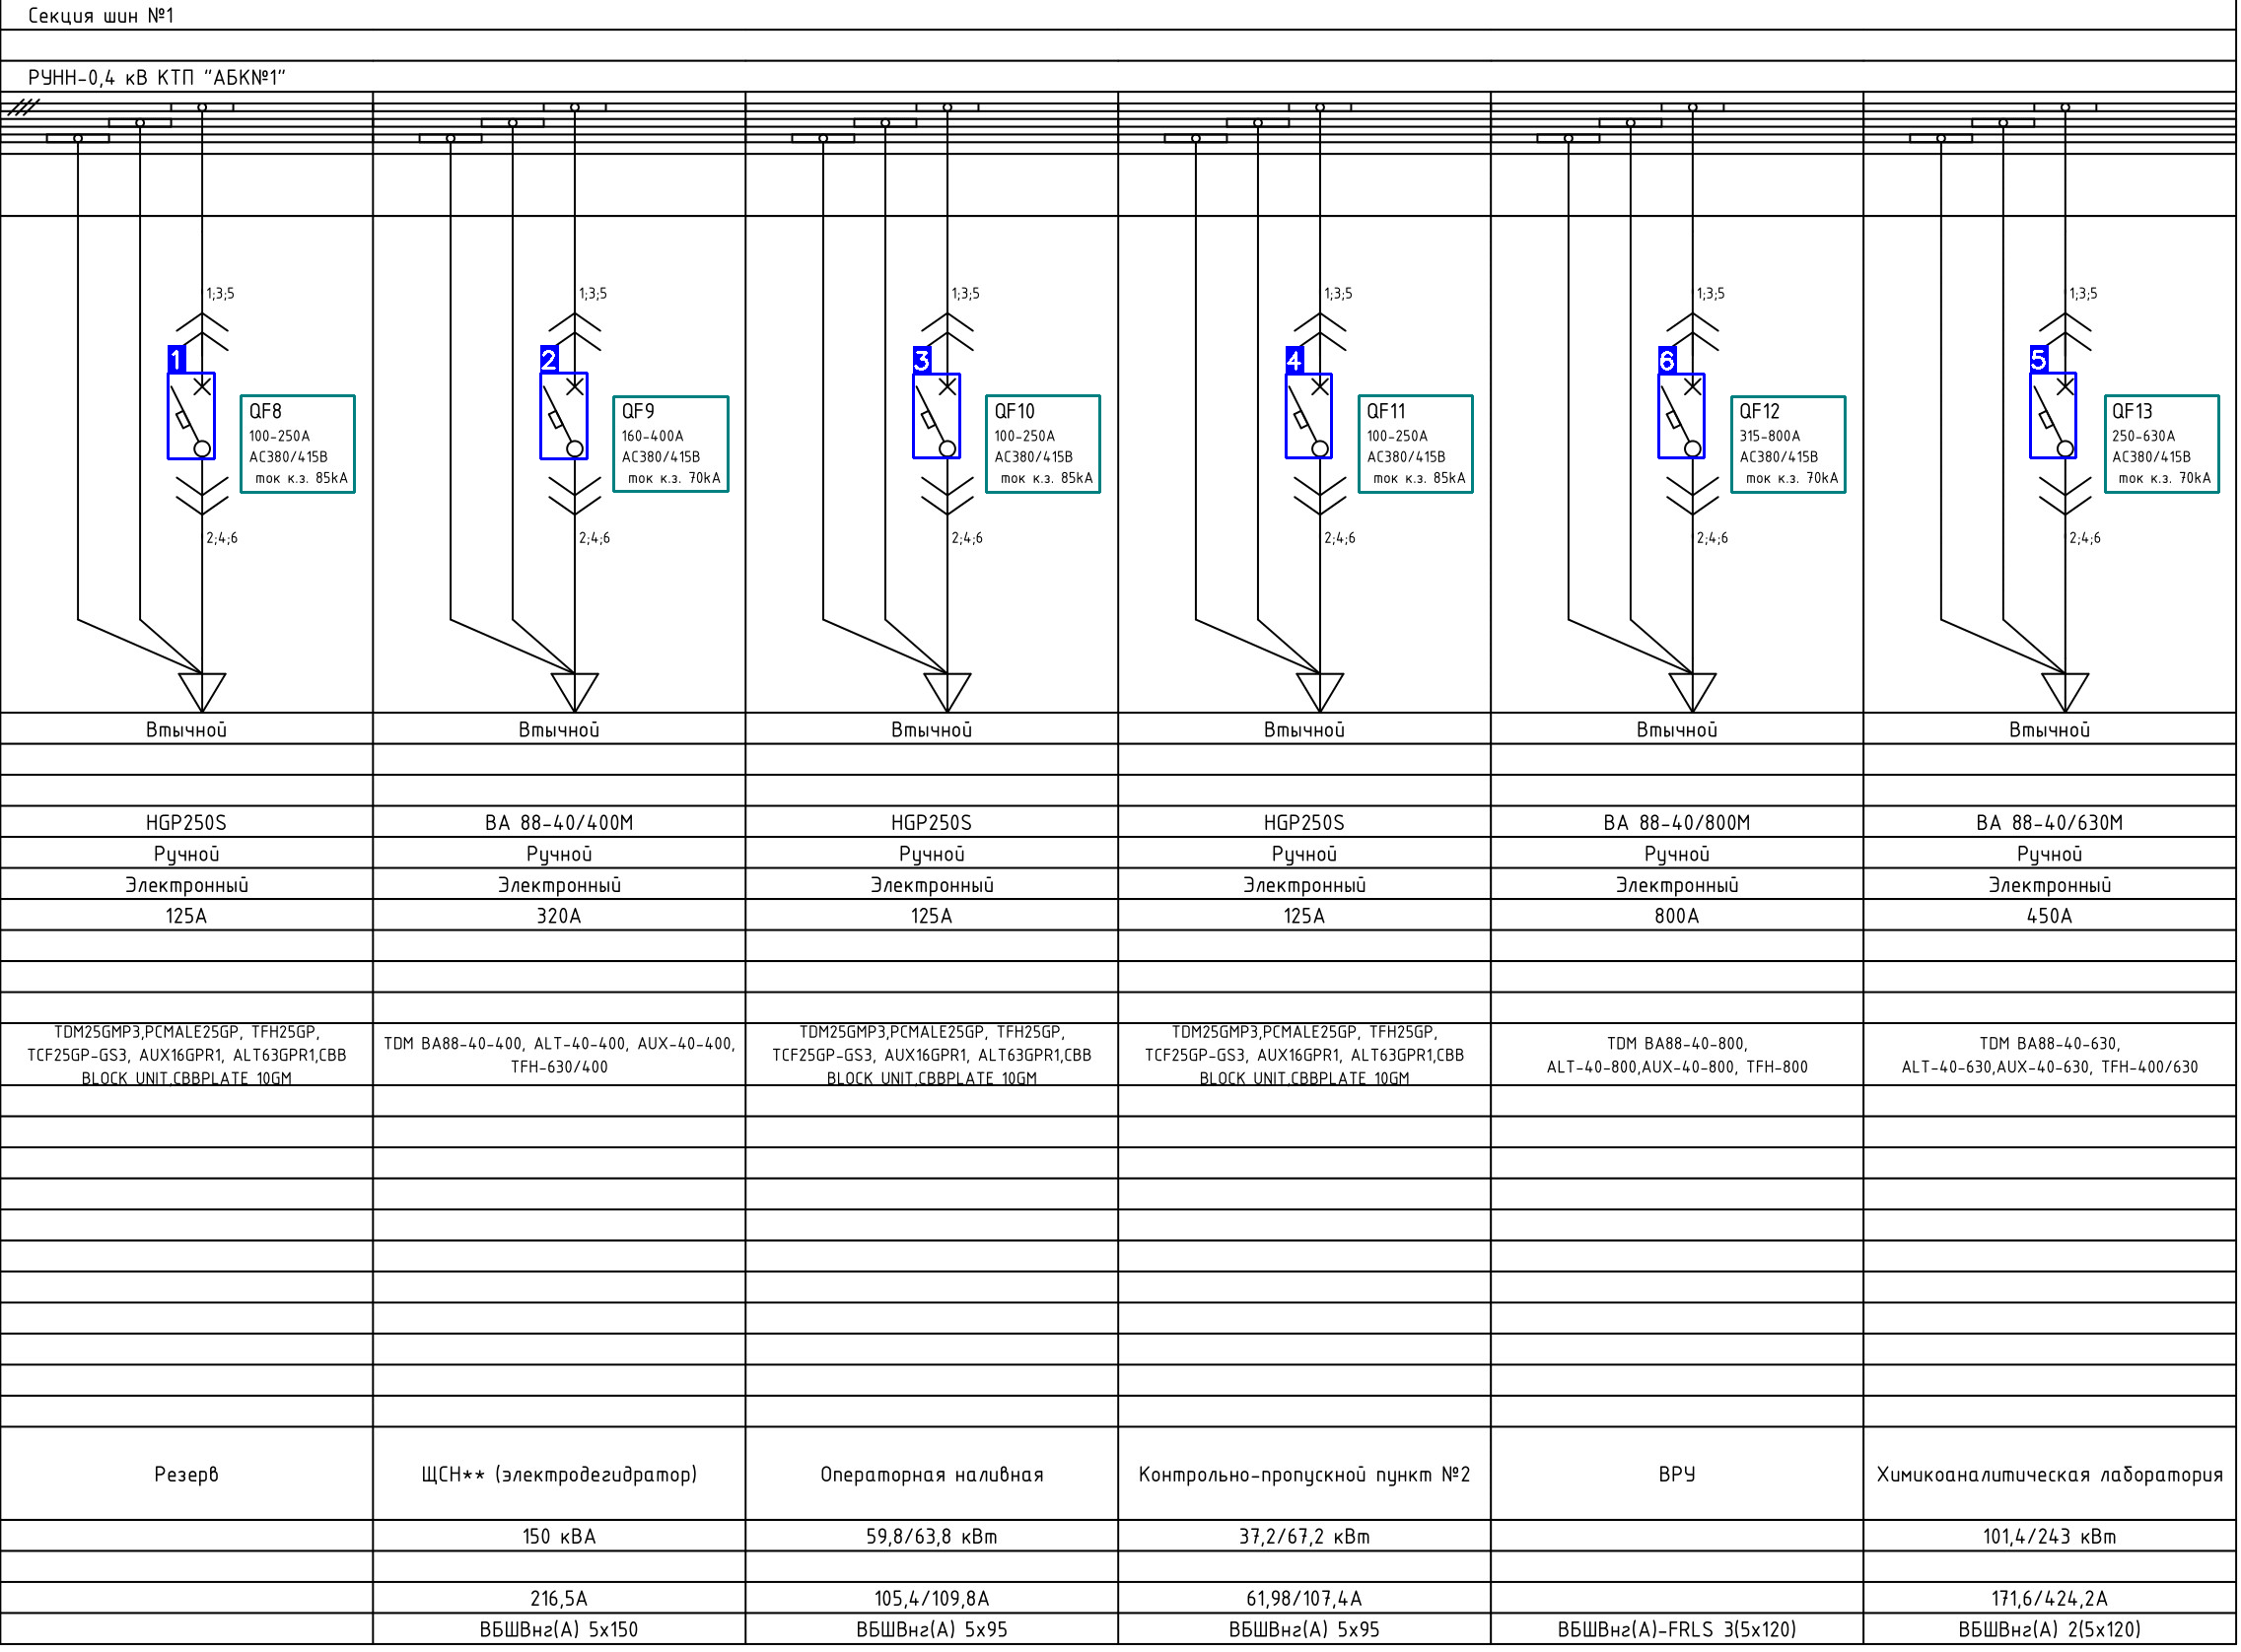 Секция шин №1
РУНН-0,4 кВ КТП "АБК№1"
1;3;5
1;3;5
1;3;5
1;3;5
1;3;5
1;3;5
1
2
3
4
6
5
QF8
100-250А
АС380/415В
ток к.з. 85kA
QF9
160-400А
АС380/415В
ток к.з. 70kA
QF10
100-250А
АС380/415В
ток к.з. 85kA
QF11
100-250А
АС380/415В
ток к.з. 85kA
QF12
315-800А
АС380/415В
ток к.з. 70kA
QF13
250-630А
АС380/415В
ток к.з. 70kA
2;4;6
2;4;6
2;4;6
2;4;6
2;4;6
2;4;6
Втычной
Втычной
Втычной
Втычной
Втычной
Втычной
HGP250S
ВА 88-40/400М
HGP250S
HGP250S
ВА 88-40/800М
ВА 88-40/630М
Ручной
Ручной
Ручной
Ручной
Ручной
Ручной
Электронный
Электронный
Электронный
Электронный
Электронный
Электронный
125А
320А
125А
125А
800А
450А
TDM25GMP3,PCMALE25GP, TFH25GP,
TCF25GP-GS3, AUX16GPR1, ALT63GPR1,CBB
BLOCK UNIT,CBBPLATE 10GM
TDM BA88-40-400, ALT-40-400, AUX-40-400,
TFH-630/400
TDM25GMP3,PCMALE25GP, TFH25GP,
TCF25GP-GS3, AUX16GPR1, ALT63GPR1,CBB
BLOCK UNIT,CBBPLATE 10GM
TDM25GMP3,PCMALE25GP, TFH25GP,
TCF25GP-GS3, AUX16GPR1, ALT63GPR1,CBB
BLOCK UNIT,CBBPLATE 10GM
TDM BA88-40-800,
ALT-40-800,AUX-40-800, TFH-800
TDM BA88-40-630,
ALT-40-630,AUX-40-630, TFH-400/630
Резерв
ЩСН** (электродегидратор)
Операторная наливная
Контрольно-пропускной пункт №2
ВРУ
Химикоаналитическая лаборатория
150 кВА
59,8/63,8 кВт
37,2/67,2 кВт
101,4/243 кВт
216,5А
105,4/109,8А
61,98/107,4А
171,6/424,2А
ВБШВнг(А) 5х150
ВБШВнг(А) 5х95
ВБШВнг(А) 5х95
ВБШВнг(А)-FRLS 3(5х120)
ВБШВнг(А) 2(5х120)